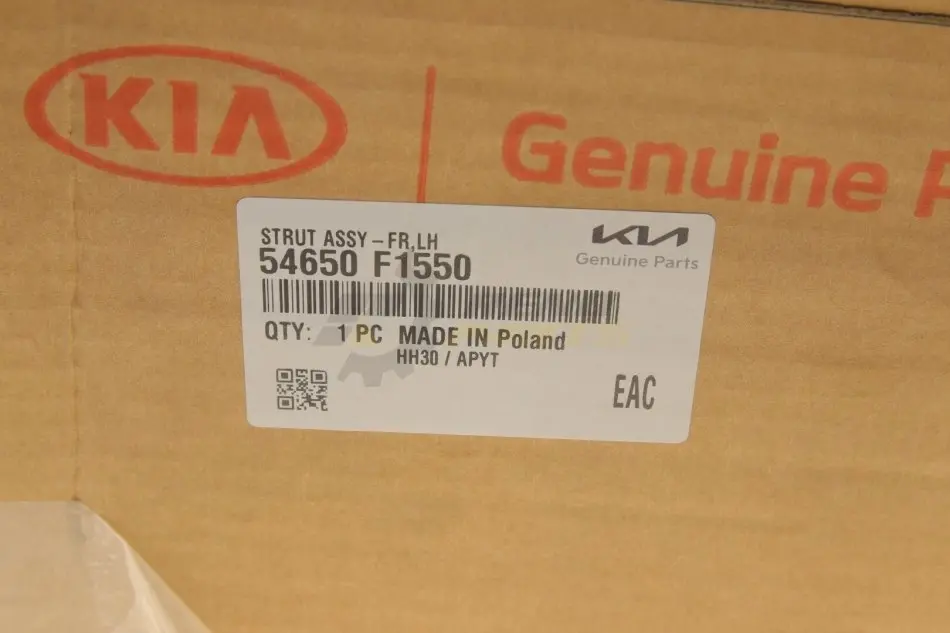 KIA
Genuine P
STRUT ASSY-FR,LH
54650 F1550
KIA
Genuine Parts
QTY: 1 PC MADE IN Poland
HH30 / APYT
EAC